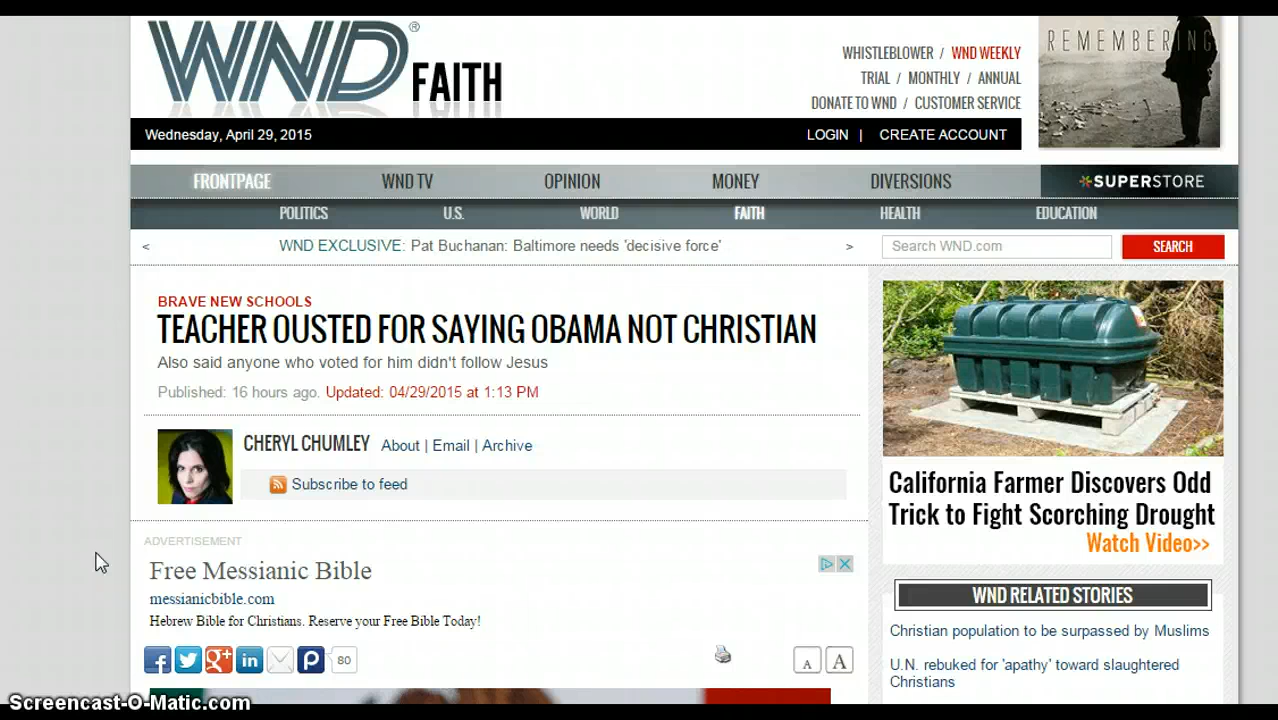 WND®
FAITH
WHISTLEBLOWER / WND WEEKLY
TRIAL / MONTHLY / ANNUAL
DONATE TO WND / CUSTOMER SERVICE
REMEMBERING
Wednesday, April 29, 2015
LOGIN | CREATE ACCOUNT
FRONTPAGE WND TV OPINION MONEY DIVERSIONS SUPERSTORE
POLITICS U.S. WORLD FAITH HEALTH EDUCATION
< WND EXCLUSIVE: Pat Buchanan: Baltimore needs 'decisive force' >
Search WND.com SEARCH
BRAVE NEW SCHOOLS
TEACHER OUSTED FOR SAYING OBAMA NOT CHRISTIAN
Also said anyone who voted for him didn't follow Jesus
Published: 16 hours ago. Updated: 04/29/2015 at 1:13 PM
CHERYL CHUMLEY About | Email | Archive
Subscribe to feed
ADVERTISEMENT
Free Messianic Bible
messianicbible.com
Hebrew Bible for Christians. Reserve your Free Bible Today!
f g+ in P 80
A A
California Farmer Discovers Odd
Trick to Fight Scorching Drought
Watch Video>>
WND RELATED STORIES
Christian population to be surpassed by Muslims
U.N. rebuked for 'apathy' toward slaughtered
Christians
Screencast-O-Matic.com